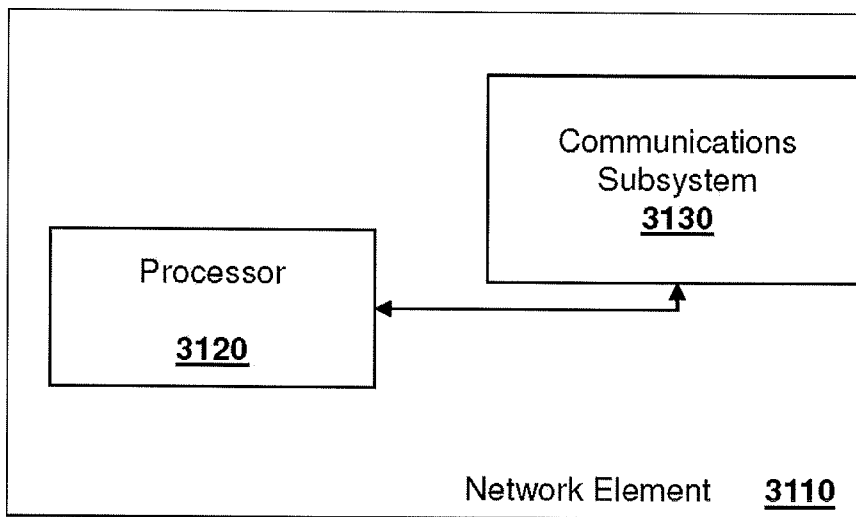 Communications
Subsystem
3130
Processor
3120
Network Element 3110